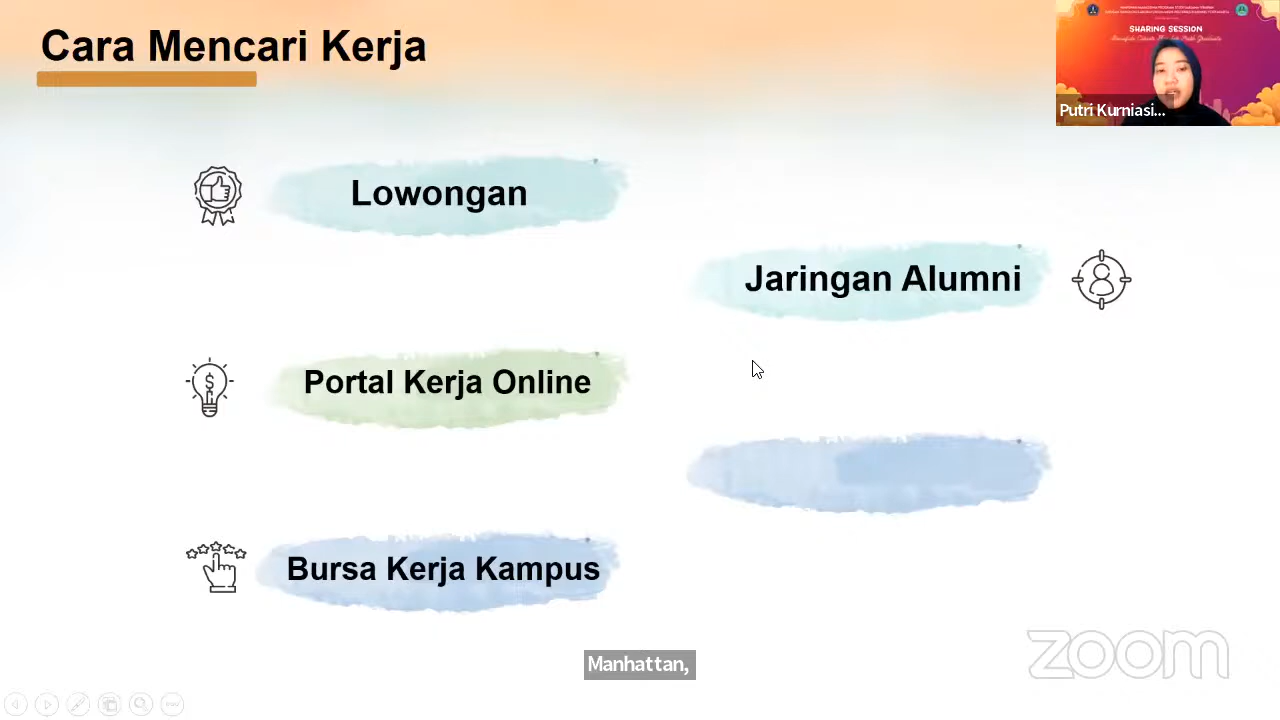 Cara Mencari Kerja
SHARING SESSION
Putri Kurniasi...
Lowongan
Jaringan Alumni
Portal Kerja Online
Bursa Kerja Kampus
Manhattan,
zoom